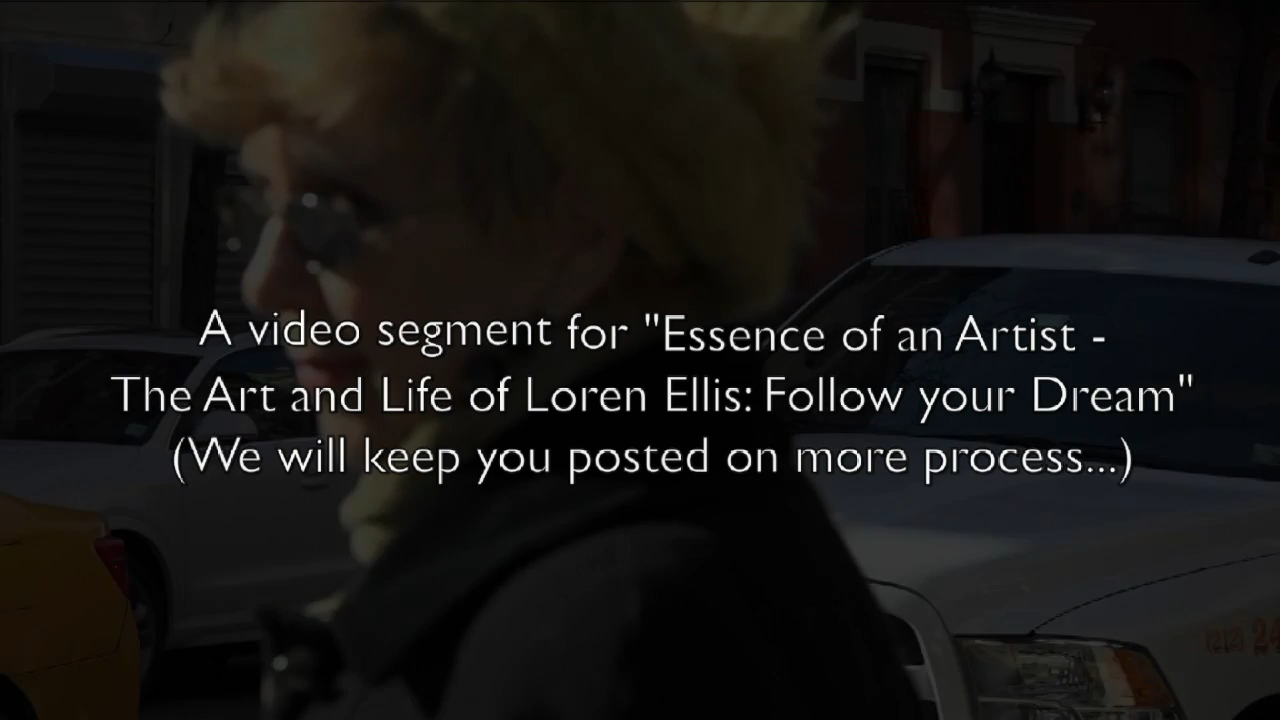 A video segment for "Essence of an Artist -
The Art and Life of Loren Ellis: Follow your Dream"
(We will keep you posted on more process...)
(212)